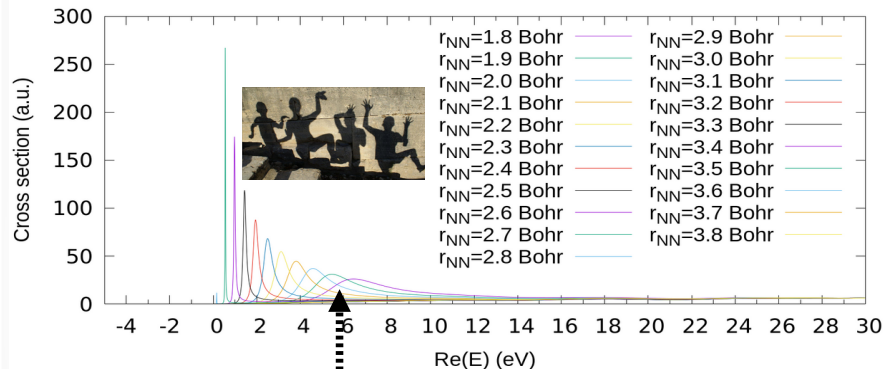 300
250
200
150
100
50
0
Cross section (a.u.)
r_NN=1.8 Bohr
r_NN=1.9 Bohr
r_NN=2.0 Bohr
r_NN=2.1 Bohr
r_NN=2.2 Bohr
r_NN=2.3 Bohr
r_NN=2.4 Bohr
r_NN=2.5 Bohr
r_NN=2.6 Bohr
r_NN=2.7 Bohr
r_NN=2.8 Bohr
r_NN=2.9 Bohr
r_NN=3.0 Bohr
r_NN=3.1 Bohr
r_NN=3.2 Bohr
r_NN=3.3 Bohr
r_NN=3.4 Bohr
r_NN=3.5 Bohr
r_NN=3.6 Bohr
r_NN=3.7 Bohr
r_NN=3.8 Bohr
-4 -2 0 2 4 6 8 10 12 14 16 18 20 22 24 26 28 30
Re(E) (eV)